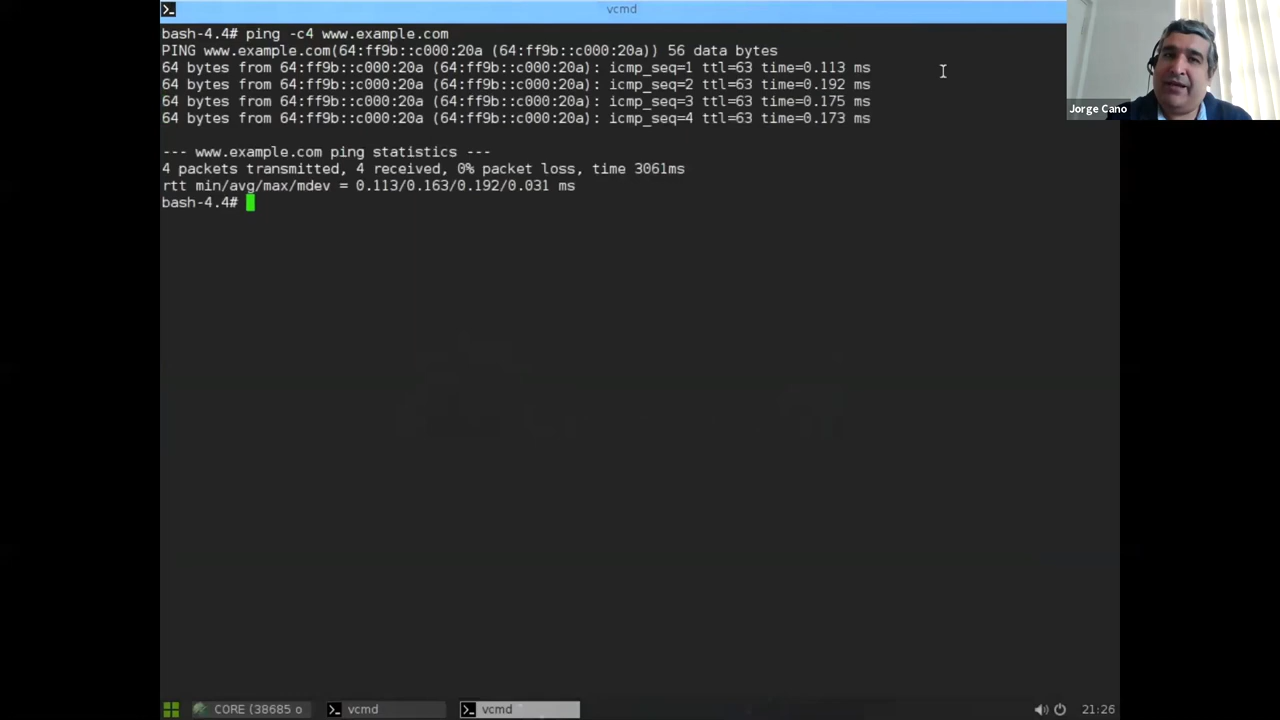 vcmd
bash-4.4# ping -c4 www.example.com
PING www.example.com(64:ff9b::c000:20a (64:ff9b::c000:20a)) 56 data bytes
64 bytes from 64:ff9b::c000:20a (64:ff9b::c000:20a): icmp_seq=1 ttl=63 time=0.113 ms
64 bytes from 64:ff9b::c000:20a (64:ff9b::c000:20a): icmp_seq=2 ttl=63 time=0.192 ms
64 bytes from 64:ff9b::c000:20a (64:ff9b::c000:20a): icmp_seq=3 ttl=63 time=0.175 ms
64 bytes from 64:ff9b::c000:20a (64:ff9b::c000:20a): icmp_seq=4 ttl=63 time=0.173 ms
--- www.example.com ping statistics ---
4 packets transmitted, 4 received, 0% packet loss, time 3061ms
rtt min/avg/max/mdev = 0.113/0.163/0.192/0.031 ms
bash-4.4#
Jorge Cano
CORE (38685 o
vcmd
vcmd
21:26